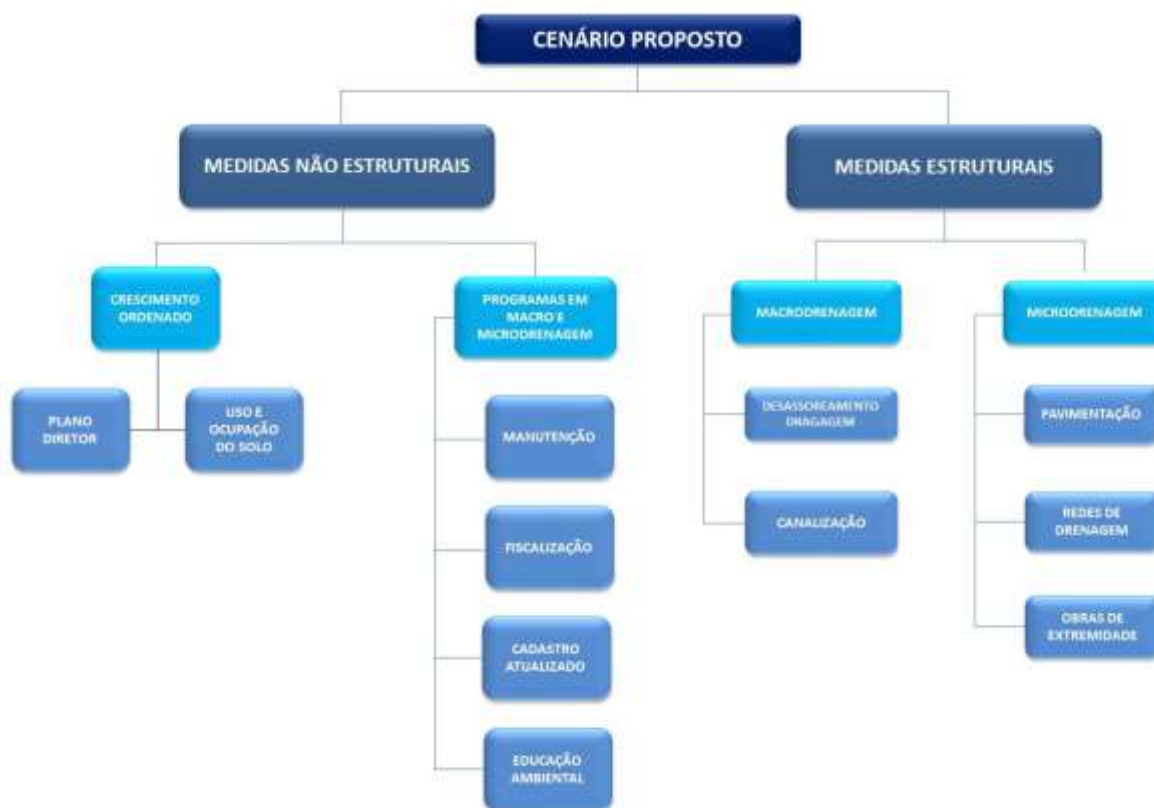 CENÁRIO PROPOSTO
MEDIDAS NÃO ESTRUTURAIS
MEDIDAS ESTRUTURAIS
CRESCIMENTO
ORDENADO
PROGRAMAS EM
MACRO E
MICRODRENAGEM
MACRODRENAGEM
MICRODRENAGEM
PLANO
DIRETOR
USO E
OCUPAÇÃO
DO SOLO
MANUTENÇÃO
FISCALIZAÇÃO
CADASTRO
ATUALIZADO
EDUCAÇÃO
AMBIENTAL
DESASSOREAMENTO
DRAGAGEM
CANALIZAÇÃO
PAVIMENTAÇÃO
REDES DE
DRENAGEM
OBRAS DE
EXTREMIDADE